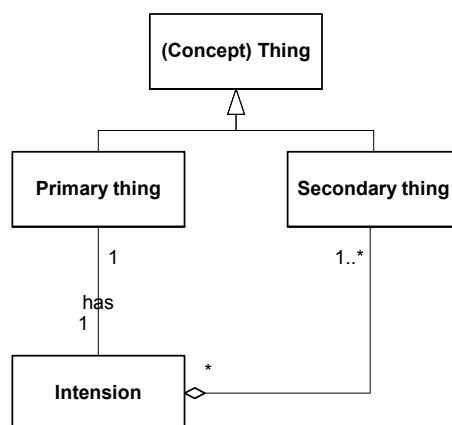 (Concept) Thing
Primary thing
Secondary thing
1
1..*
has
1
*
Intension